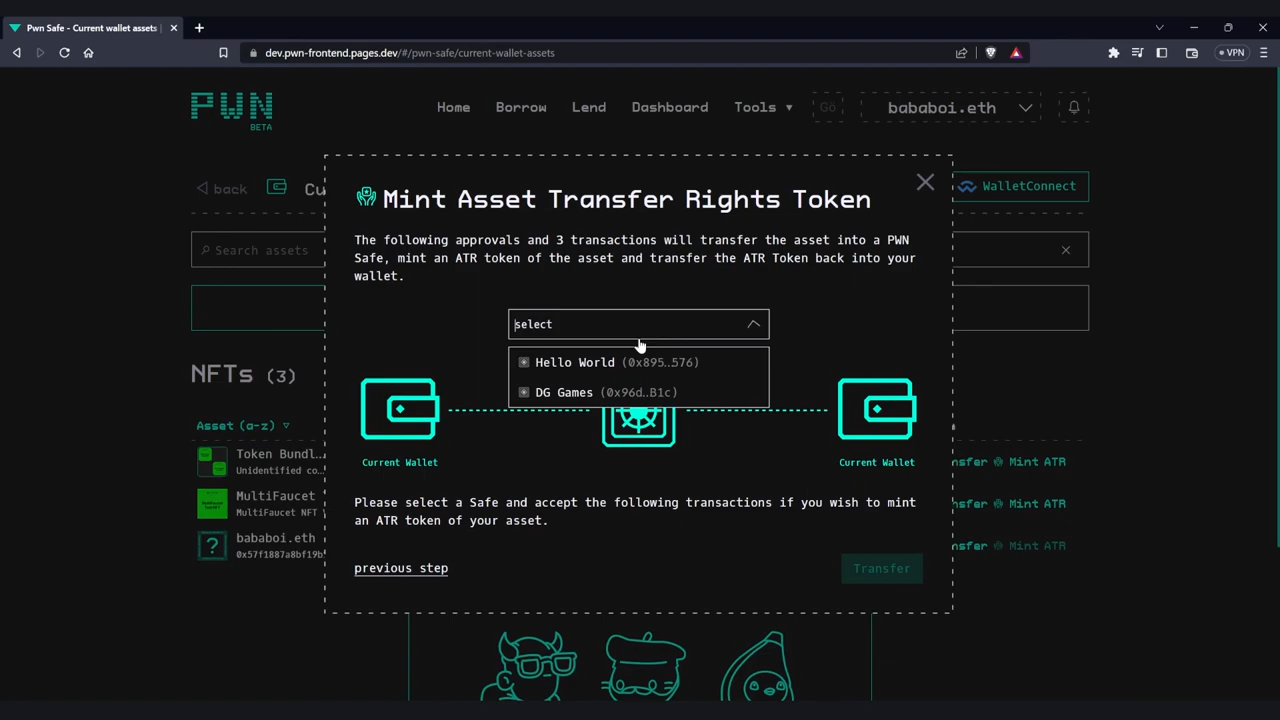 Pwn Safe - Current wallet assets
dev.pwn-frontend.pages.dev/#/pwn-safe/current-wallet-assets
VPN
PWN
BETA
Home Borrow Lend Dashboard Tools Gö bababoi.eth
back Cu
WalletConnect
Search assets
Mint Asset Transfer Rights Token
The following approvals and 3 transactions will transfer the asset into a PWN
Safe, mint an ATR token of the asset and transfer the ATR Token back into your
wallet.
select
Hello World (0x895..576)
DG Games (0x96d..B1c)
Current Wallet Current Wallet
Please select a Safe and accept the following transactions if you wish to mint
an ATR token of your asset.
previous step Transfer
NFTs (3)
Asset (a-z)
Token Bundl...
Unidentified co...
nsfer Mint ATR
MultiFaucet
MultiFaucet NFT
nsfer Mint ATR
bababoi.eth
0x57f1887a8bf19b
nsfer Mint ATR